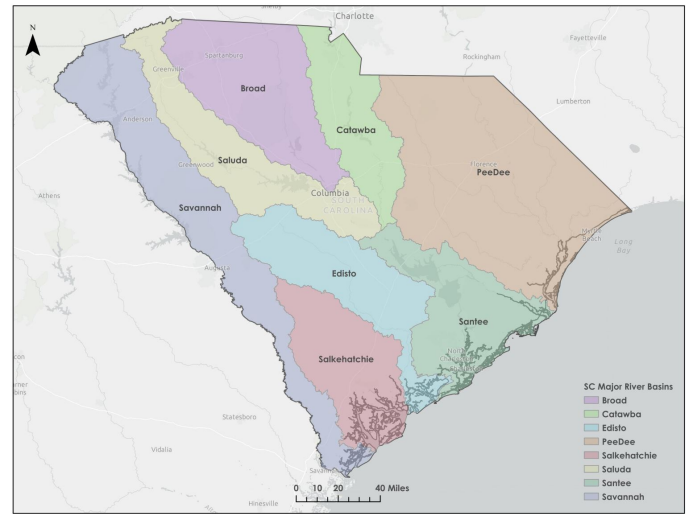 Shelby
Charlotte
N
Fayetteville
Spartanburg
Rockingham
Greenville
Broad
Lumberton
Anderson
Catawba
Saluda
Greenwood
Florence
PeeDee
Columbia
SOUTH
CAROLINA
Athens
Savannah
Myrtle
Beach
Long
Bay
Augusta
Edisto
Santee
North
Salkehatchie
SC Major River Basins
Broad
Catawba
Edisto
PeeDee
Salkehatchie
Saluda
Santee
Savannah
Statesboro
Vidalia
Savannah
0 10 20 40 Miles
Hinesville